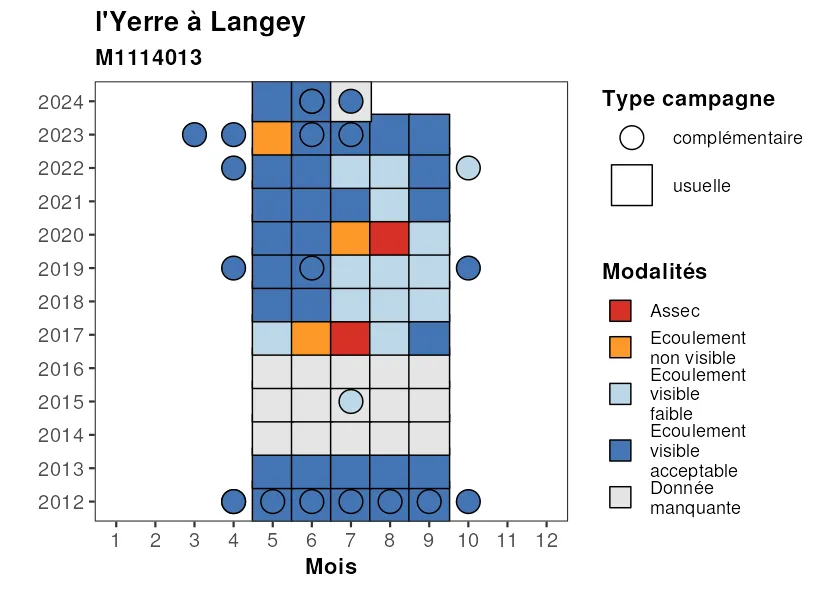 l'Yerre à Langey
M1114013
2024
2023
2022
2021
2020
2019
2018
2017
2016
2015
2014
2013
2012
1 2 3 4 5 6 7 8 9 10 11 12
Mois
Type campagne
complémentaire
usuelle
Modalités
Assec
Ecoulement
non visible
Ecoulement
visible
faible
Ecoulement
visible
acceptable
Donnée
manquante